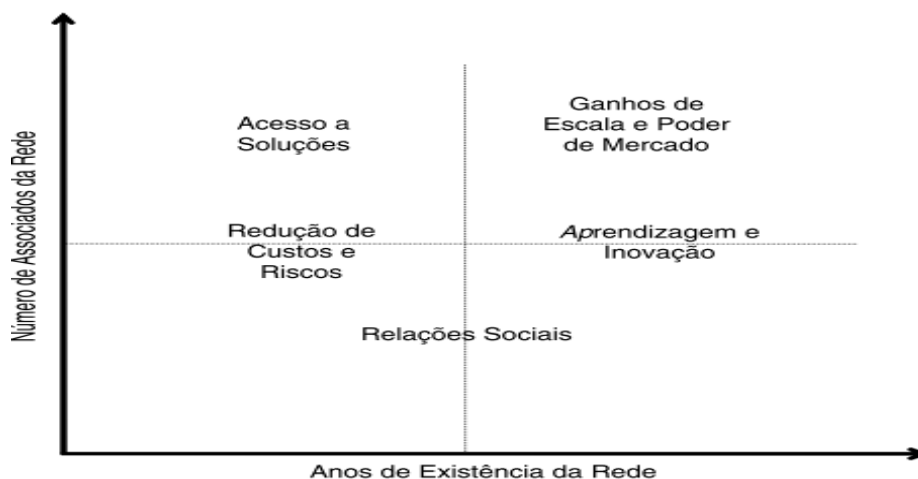 Número de Associados da Rede
Acesso a
Soluções
Ganhos de
Escala e Poder
de Mercado
Redução de
Custos e
Riscos
Aprendizagem e
Inovação
Relações Sociais
Anos de Existência da Rede